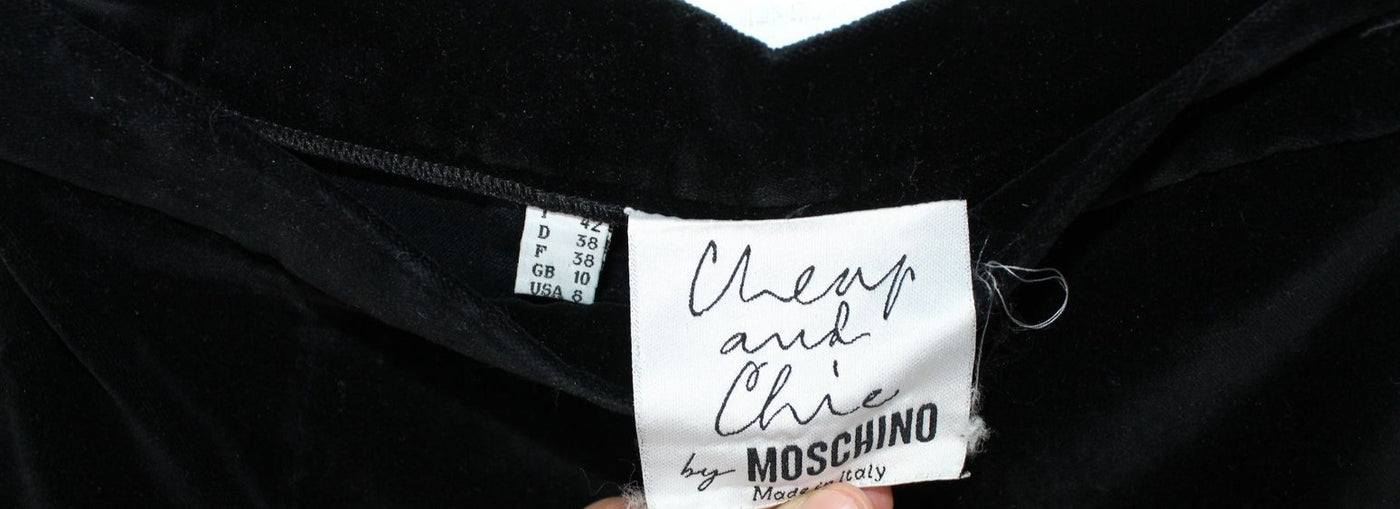 I 42
D 38
F 38
GB 10
USA 8
Cheap
and
Chic
by MOSCHINO
Made in Italy